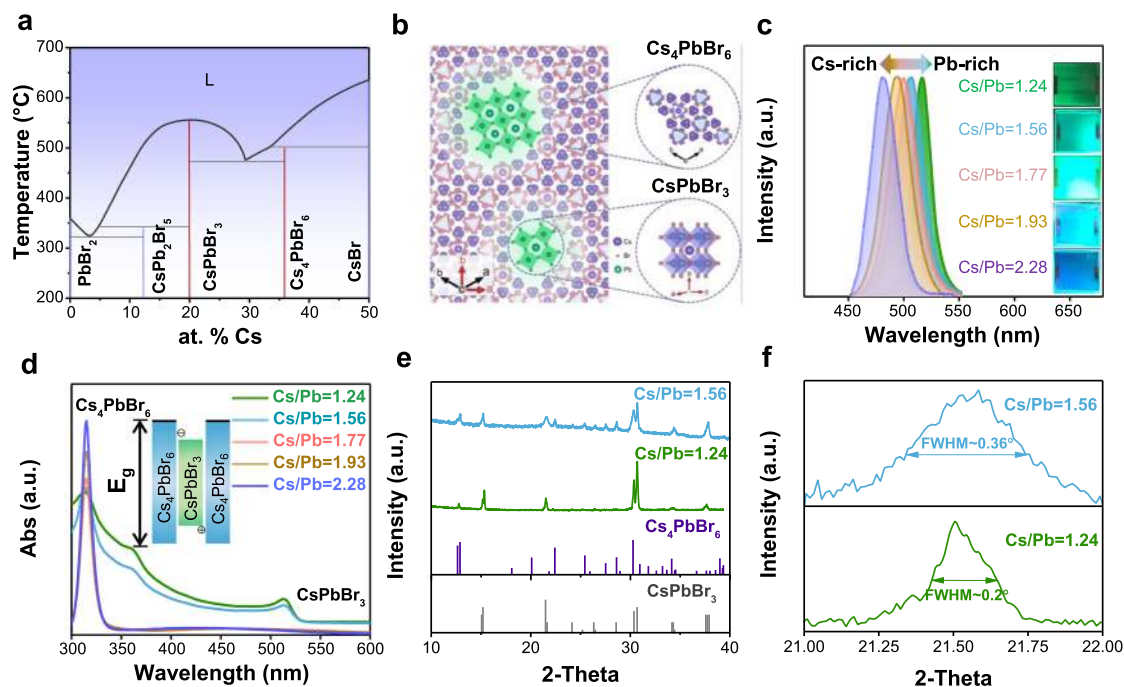 a
700
600
500
400
300
200
Temperature (°C)
L
PbBr2
CsPb2Br5
CsPbBr3
Cs4PbBr6
CsBr
0
10
20
30
40
50
at. % Cs
b
Cs4PbBr6
CsPbBr3
b
a
c
Cs-rich
Pb-rich
Cs/Pb=1.24
Cs/Pb=1.56
Cs/Pb=1.77
Cs/Pb=1.93
Cs/Pb=2.28
Intensity (a.u.)
450
500
550
600
650
Wavelength (nm)
d
Cs4PbBr6
Eg
Cs4PbBr6
CsPbBr3
Cs4PbBr6
Cs/Pb=1.24
Cs/Pb=1.56
Cs/Pb=1.77
Cs/Pb=1.93
Cs/Pb=2.28
CsPbBr3
Abs (a.u.)
300
350
400
450
500
550
600
Wavelength (nm)
e
Cs/Pb=1.56
Cs/Pb=1.24
Cs4PbBr6
CsPbBr3
Intensity (a.u.)
10
20
30
40
2-Theta
f
Cs/Pb=1.56
FWHM~0.36°
Cs/Pb=1.24
FWHM~0.2°
Intensity (a.u.)
21.00
21.25
21.50
21.75
22.00
2-Theta